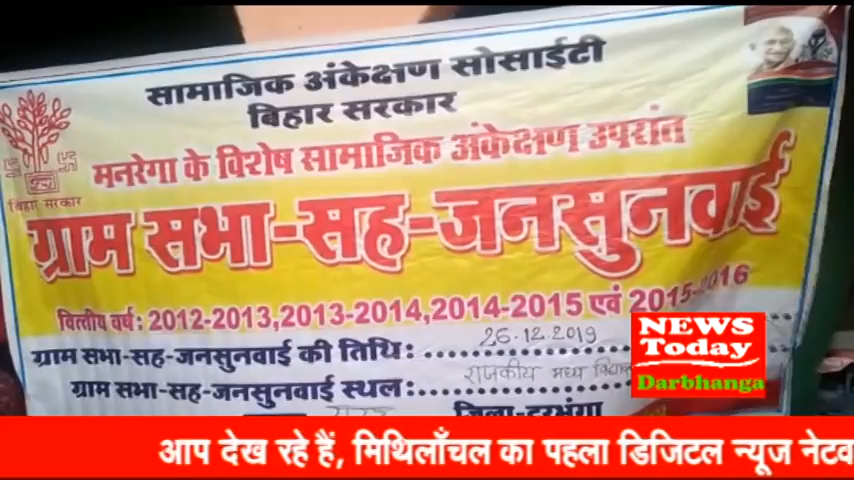 सामाजिक अंकेक्षण सोसाईटी
बिहार सरकार
बिहार सरकार
मनरेगा के विशेष सामाजिक अंकेक्षण उपरांत
ग्राम सभा-सह-जनसुनवाई
वित्तीय वर्ष : 2012-2013,2013-2014,2014-2015 एवं 2015-2016
ग्राम सभा-सह-जनसुनवाई की तिथि : 26.12.2019
ग्राम सभा-सह-जनसुनवाई स्थल : राजकीय मध्य
जिला-दरभंगा
NEWS
Today
Darbhanga
आप देख रहे हैं, मिथिलाँचल का पहला डिजिटल न्यूज नेटव